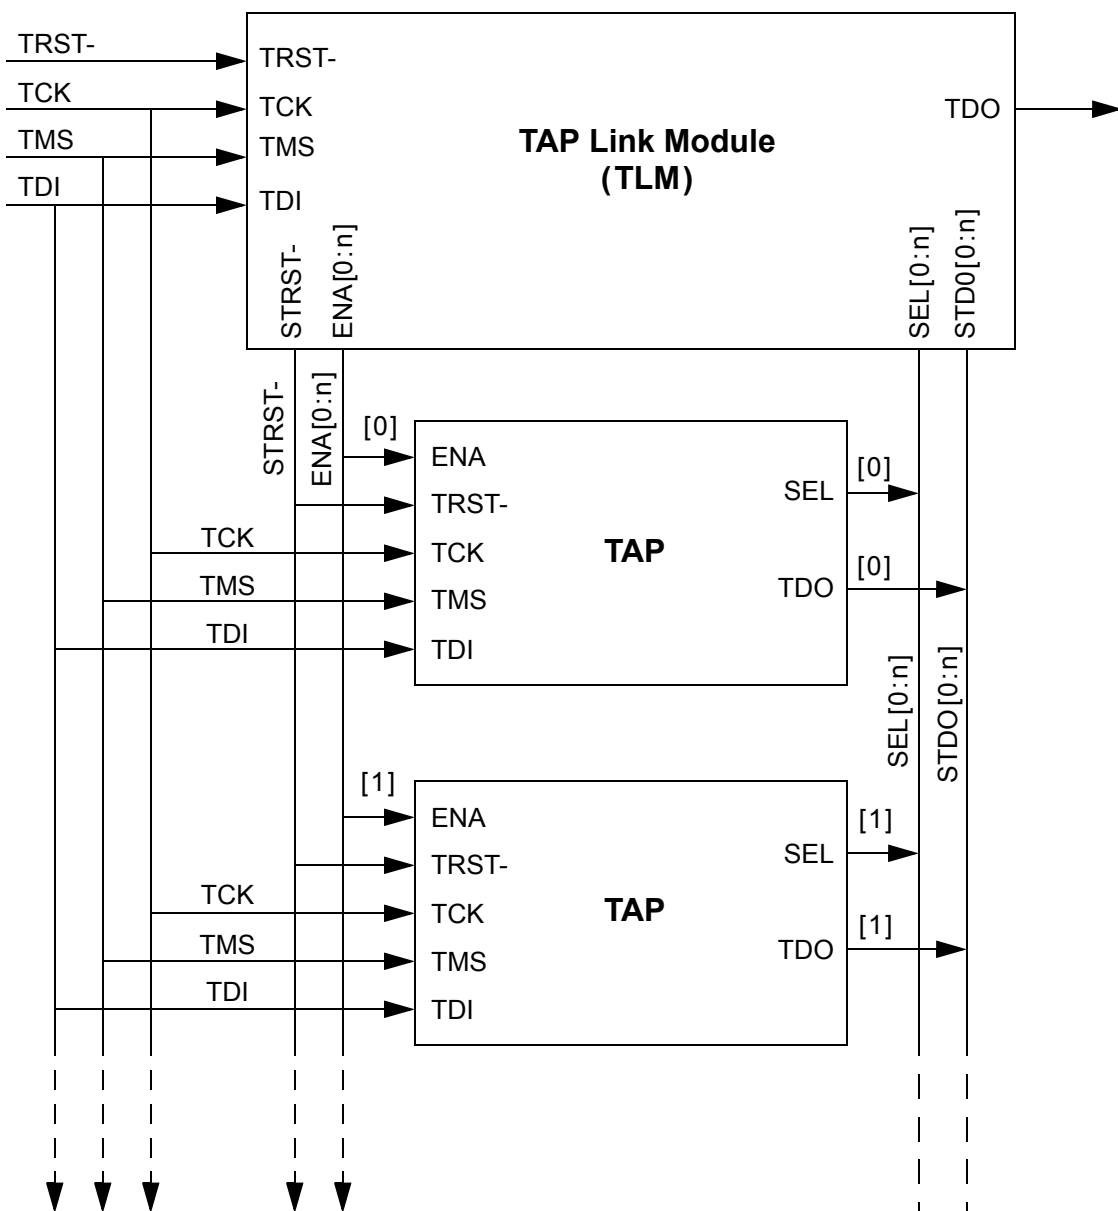 TRST-
TCK
TMS
TDI
TRST-
TCK
TMS
TDI
TAP Link Module
(TLM)
TDO
STRST-
ENA[0:n]
SEL[0:n]
STD0[0:n]
STRST-
ENA[0:n]
[0]
ENA
TRST-
TCK
TCK
TMS
TMS
TDI
TDI
TAP
SEL
[0]
TDO
[0]
SEL[0:n]
STDO[0:n]
[1]
ENA
TRST-
TCK
TCK
TMS
TMS
TDI
TDI
TAP
SEL
[1]
TDO
[1]